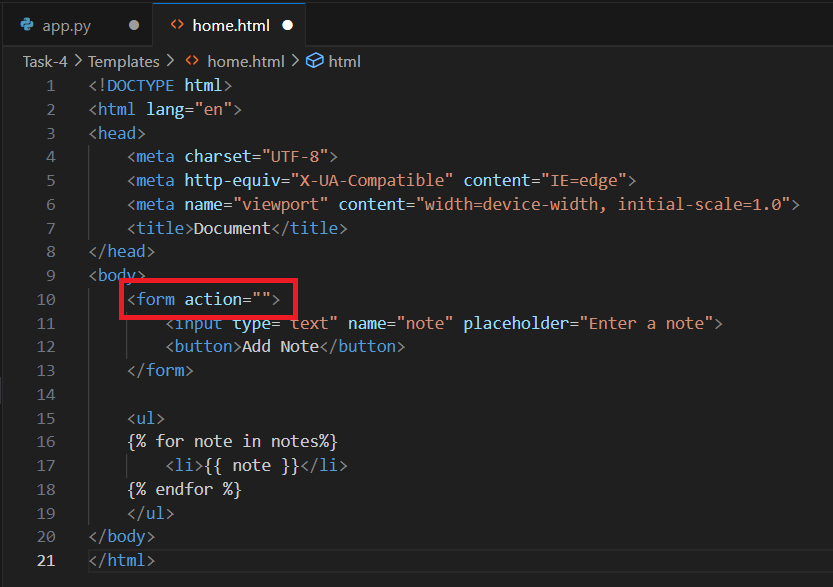 app.py ● <> home.html ●
Task-4 > Templates > <> home.html > html
1 <!DOCTYPE html>
2 <html lang="en">
3 <head>
4     <meta charset="UTF-8">
5     <meta http-equiv="X-UA-Compatible" content="IE=edge">
6     <meta name="viewport" content="width=device-width, initial-scale=1.0">
7     <title>Document</title>
8 </head>
9 <body>
10     <form action="">
11         <input type="text" name="note" placeholder="Enter a note">
12         <button>Add Note</button>
13     </form>
14
15     <ul>
16     {% for note in notes%}
17         <li>{{ note }}</li>
18     {% endfor %}
19     </ul>
20 </body>
21 </html>